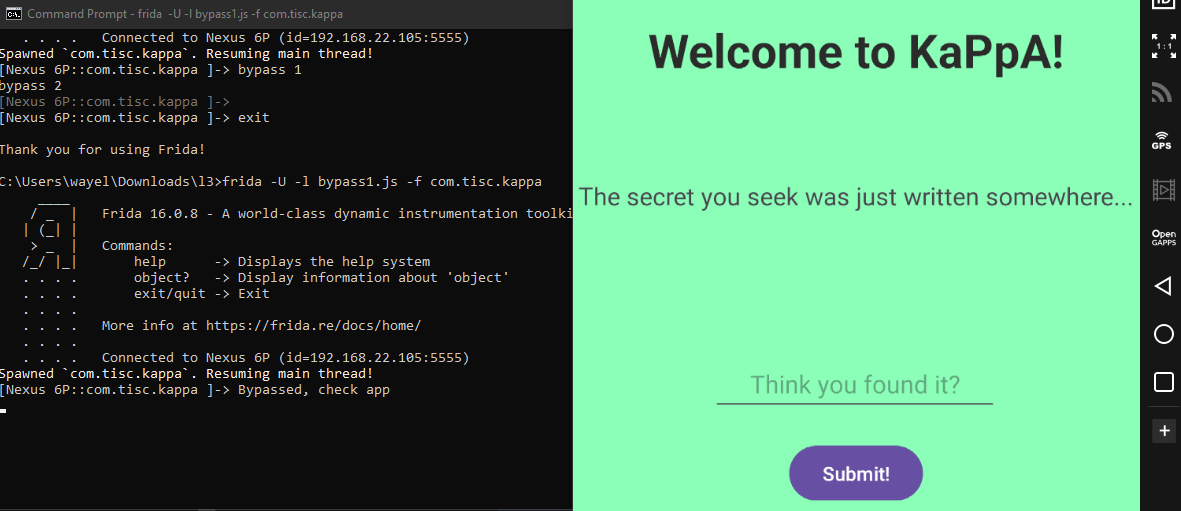 Command Prompt - frida -U -l bypass1.js -f com.tisc.kappa
. . . . Connected to Nexus 6P (id=192.168.22.105:5555)
Spawned `com.tisc.kappa`. Resuming main thread!
[Nexus 6P::com.tisc.kappa ]-> bypass 1
bypass 2
[Nexus 6P::com.tisc.kappa ]->
[Nexus 6P::com.tisc.kappa ]-> exit
Thank you for using Frida!
C:\Users\wayel\Downloads\l3>frida -U -l bypass1.js -f com.tisc.kappa
____
/ _ | Frida 16.0.8 - A world-class dynamic instrumentation toolki
| (_| |
> _ | Commands:
/_/ |_| help -> Displays the help system
. . . . object? -> Display information about 'object'
. . . . exit/quit -> Exit
. . . .
. . . . More info at https://frida.re/docs/home/
. . . .
. . . . Connected to Nexus 6P (id=192.168.22.105:5555)
Spawned `com.tisc.kappa`. Resuming main thread!
[Nexus 6P::com.tisc.kappa ]-> Bypassed, check app
Welcome to KaPpA!
The secret you seek was just written somewhere...
Think you found it?
Submit!
1:1
GPS
Open
GAPPS